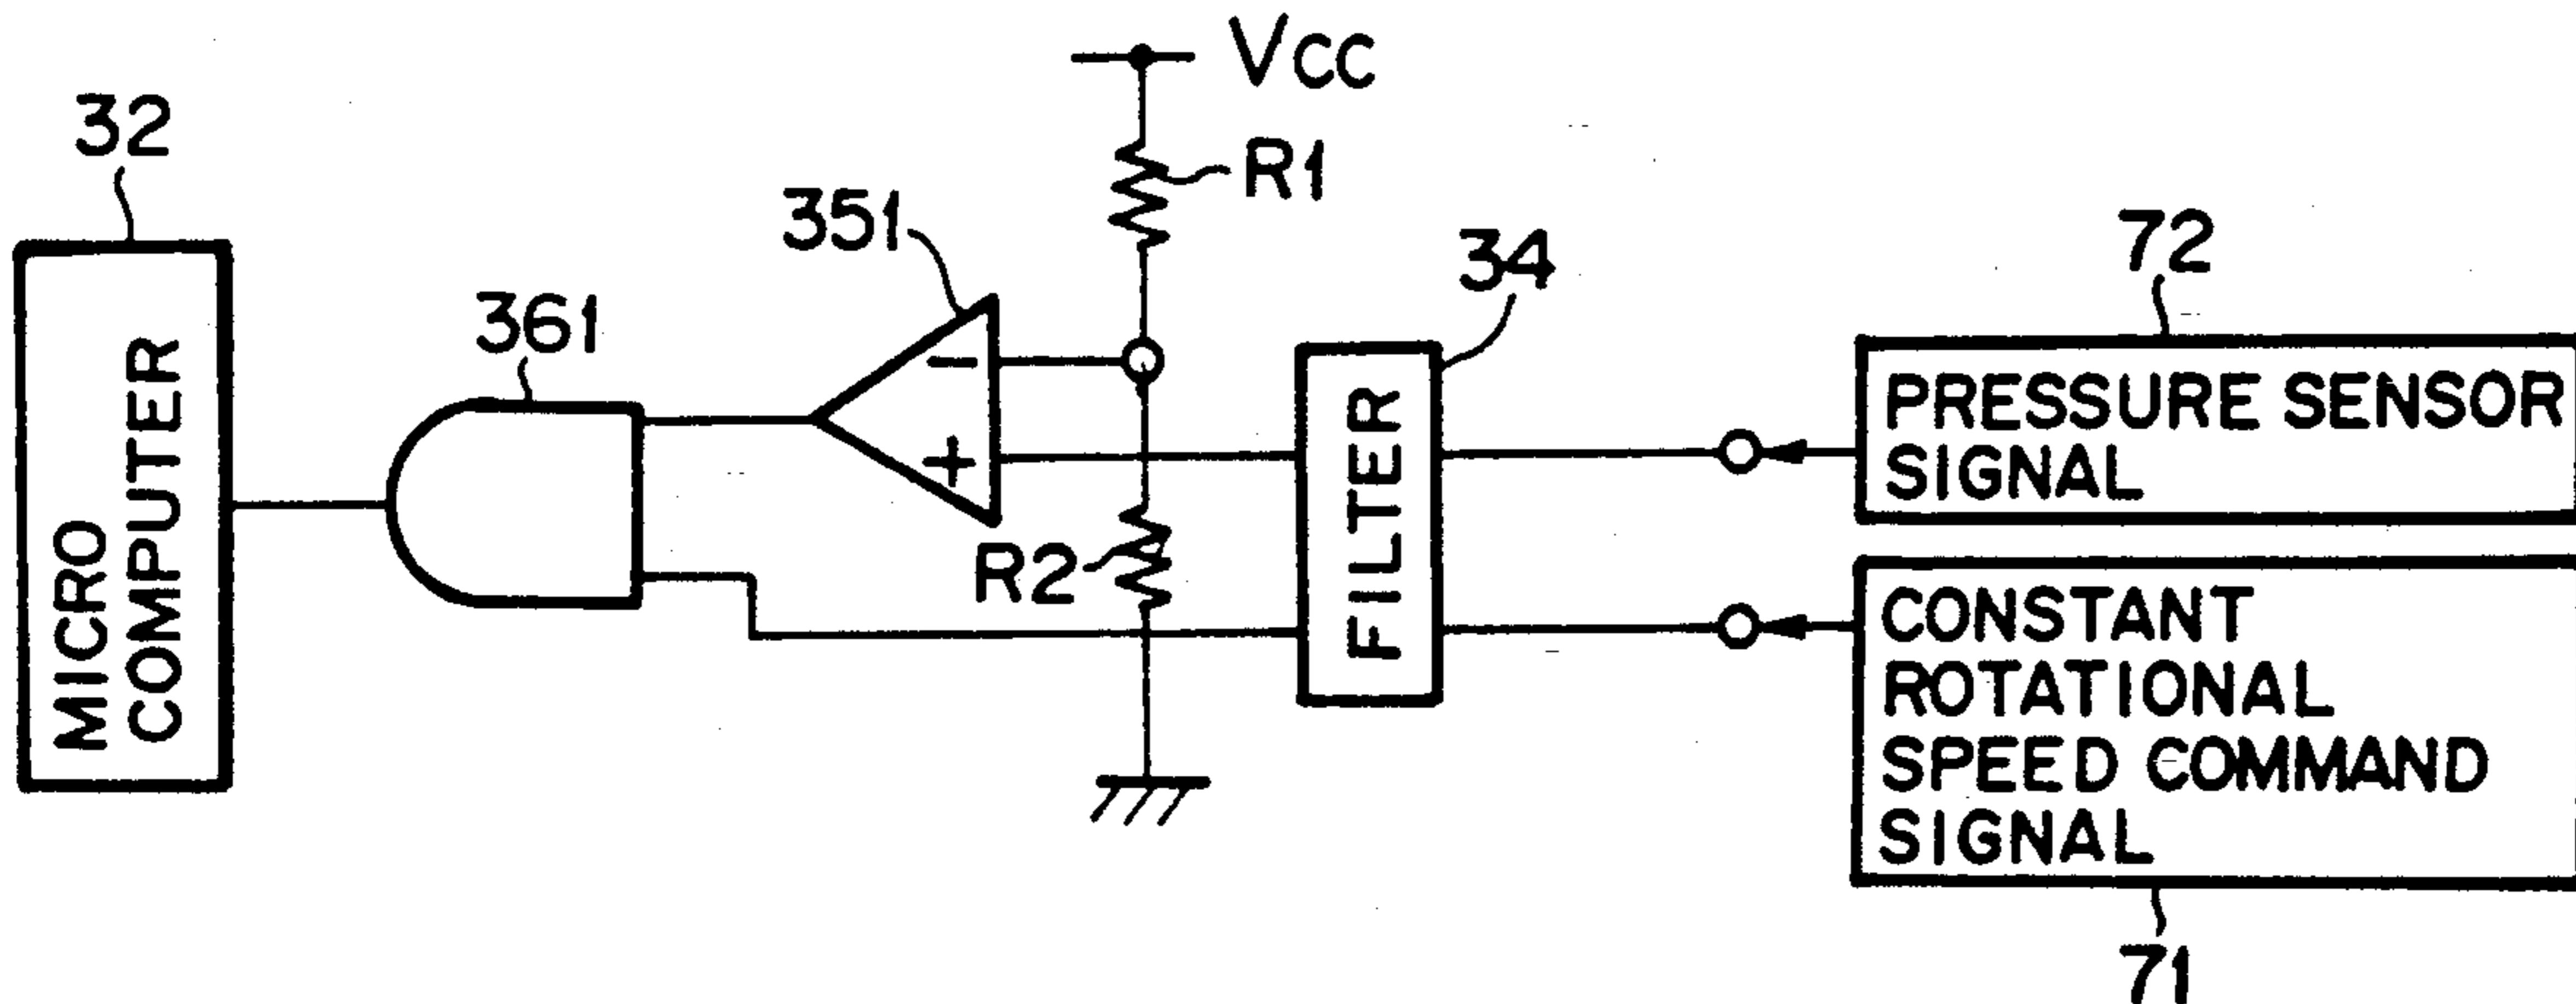 VCC
32
R1
351
34
72
361
-
PRESSURE SENSOR
SIGNAL
MICRO
COMPUTER
+
FILTER
R2
CONSTANT
ROTATIONAL
SPEED COMMAND
SIGNAL
71